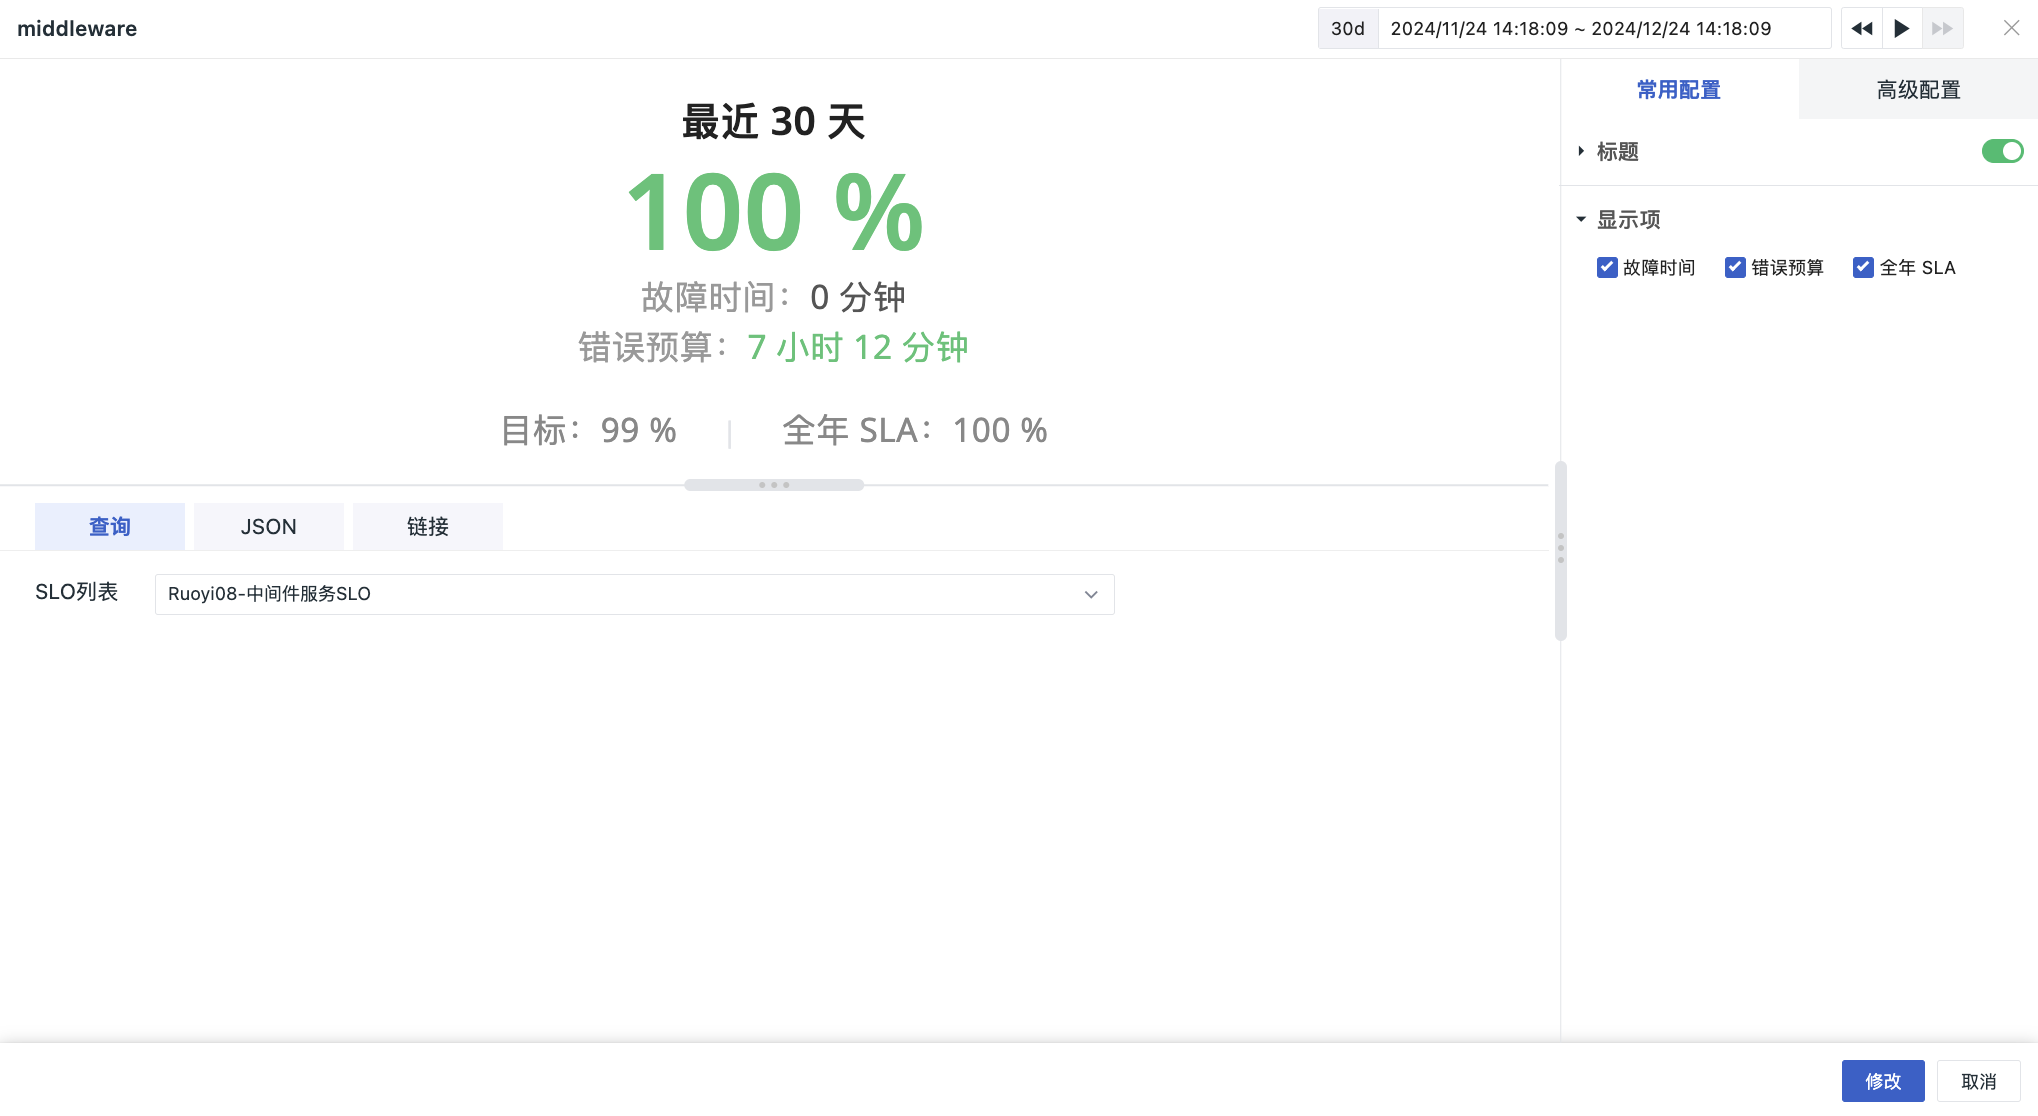 middleware
30d 2024/11/24 14:18:09 ~ 2024/12/24 14:18:09
常用配置
高级配置
标题
显示项
故障时间 错误预算 全年 SLA
最近 30 天
100 %
故障时间：0 分钟
错误预算：7 小时 12 分钟
目标：99 % | 全年 SLA：100 %
查询 JSON 链接
SLO列表 Ruoyi08-中间件服务SLO
修改 取消